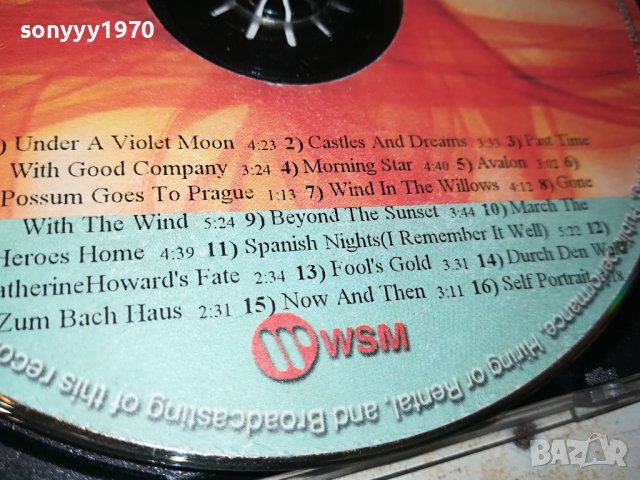 sonyyy1970
) Under A Violet Moon 4:23 2) Castles And Dreams 3:33 3) Past Time
With Good Company 3:24 4) Morning Star 4:40 5) Avalon 3:02 6)
Possum Goes To Prague 1:13 7) Wind In The Willows 4:12 8) Gone
With The Wind 5:24 9) Beyond The Sunset 3:44 10) March The
Heroes Home 4:39 11) Spanish Nights(I Remember It Well) 5:22 12)
atherineHoward's Fate 2:34 13) Fool's Gold 3.31 14) Durch Den Wa
Zum Bach Haus 2:31 15) Now And Then 3:11 16) Self Portrait
WSM
performance, Hiring or Rental, and Broadcasting of this reco
BAZAR
bg